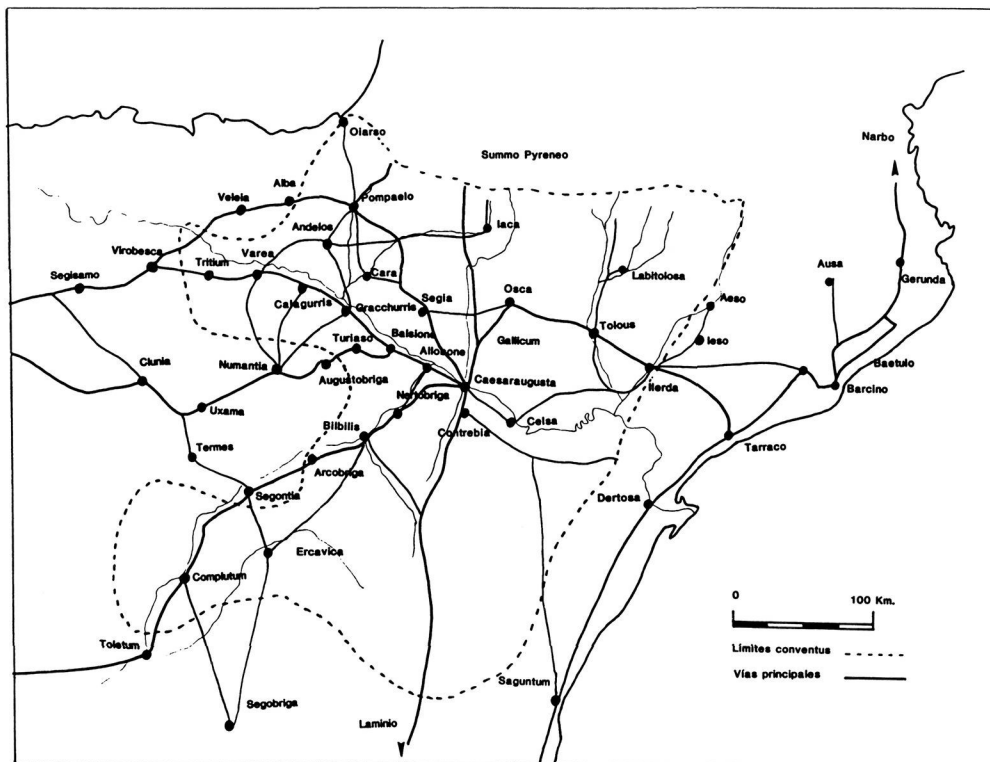 Narbo
Oiarso
Summo Pyreneo
Alba
Veleia
Pompaelo
Iaca
Andelos
Virobesca
Varea
Tritium
Segisamo
Cara
Labitolosa
Ausa
Gerunda
Calagurris
Gracchurris
Segia
Osca
Aeso
Tolous
Ieso
Balsione
Turiaso
Gallicum
Allobone
Clunia
Numantia
Augustobriga
Caesaraugusta
Ilerda
Baetulo
Barcino
Nertobriga
Uxama
Bilbilis
Contrebia
Celsa
Tarraco
Termes
Arcobriga
Segontia
Dertosa
Ercavica
Complutum
0 100 Km.
Toletum
Limites conventus
Vías principales
Saguntum
Segobriga
Laminio